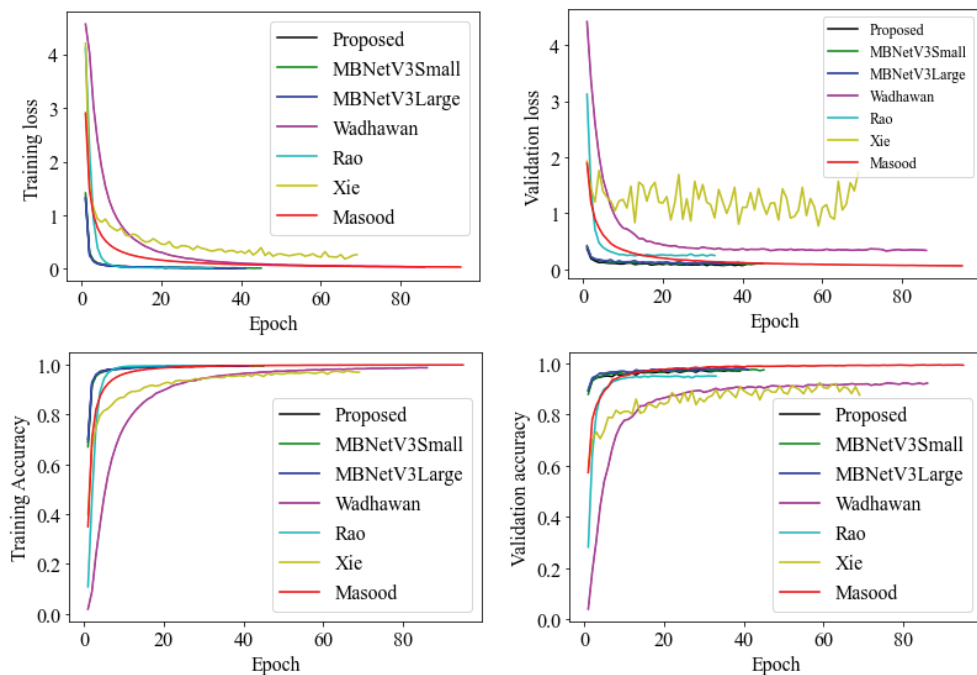 Training loss
4
3
2
1
0
0
20
40
60
80
Epoch
Proposed
MBNetV3Small
MBNetV3Large
Wadhawan
Rao
Xie
Masood
Validation loss
4
3
2
1
0
0
20
40
60
80
Epoch
Proposed
MBNetV3Small
MBNetV3Large
Wadhawan
Rao
Xie
Masood
Training Accuracy
1.0
0.8
0.6
0.4
0.2
0.0
0
20
40
60
80
Epoch
Proposed
MBNetV3Small
MBNetV3Large
Wadhawan
Rao
Xie
Masood
Validation accuracy
1.0
0.8
0.6
0.4
0.2
0.0
0
20
40
60
80
Epoch
Proposed
MBNetV3Small
MBNetV3Large
Wadhawan
Rao
Xie
Masood